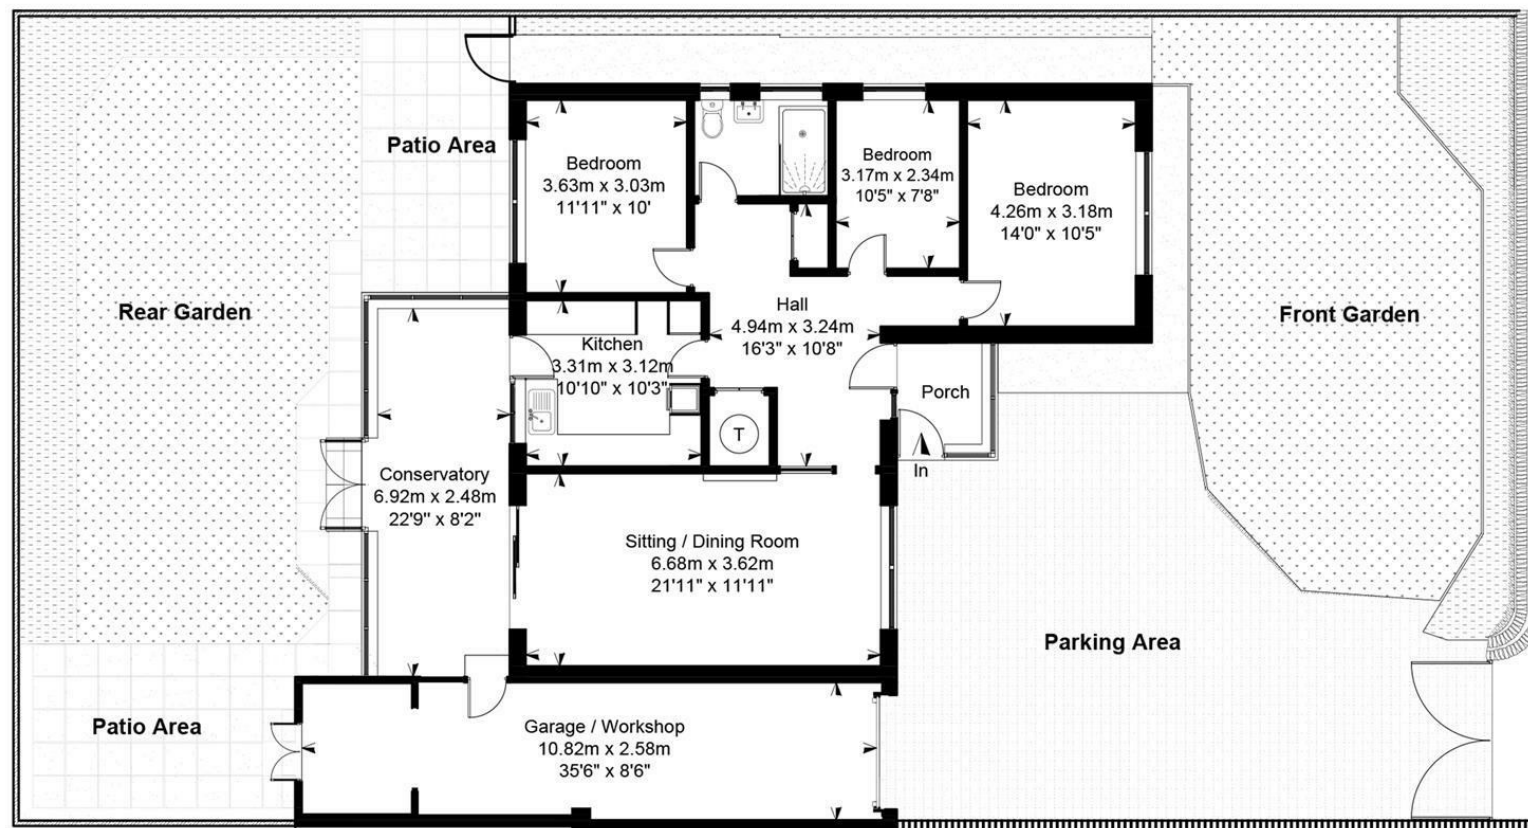 Patio Area
Bedroom
3.63m x 3.03m
11'11" x 10'
Bedroom
3.17m x 2.34m
10'5" x 7'8"
Bedroom
4.26m x 3.18m
14'0" x 10'5"
Rear Garden
Hall
4.94m x 3.24m
16'3" x 10'8"
Front Garden
Kitchen
3.31m x 3.12m
10'10" x 10'3"
Porch
In
T
Conservatory
6.92m x 2.48m
22'9" x 8'2"
Sitting / Dining Room
6.68m x 3.62m
21'11" x 11'11"
Parking Area
Patio Area
Garage / Workshop
10.82m x 2.58m
35'6" x 8'6"